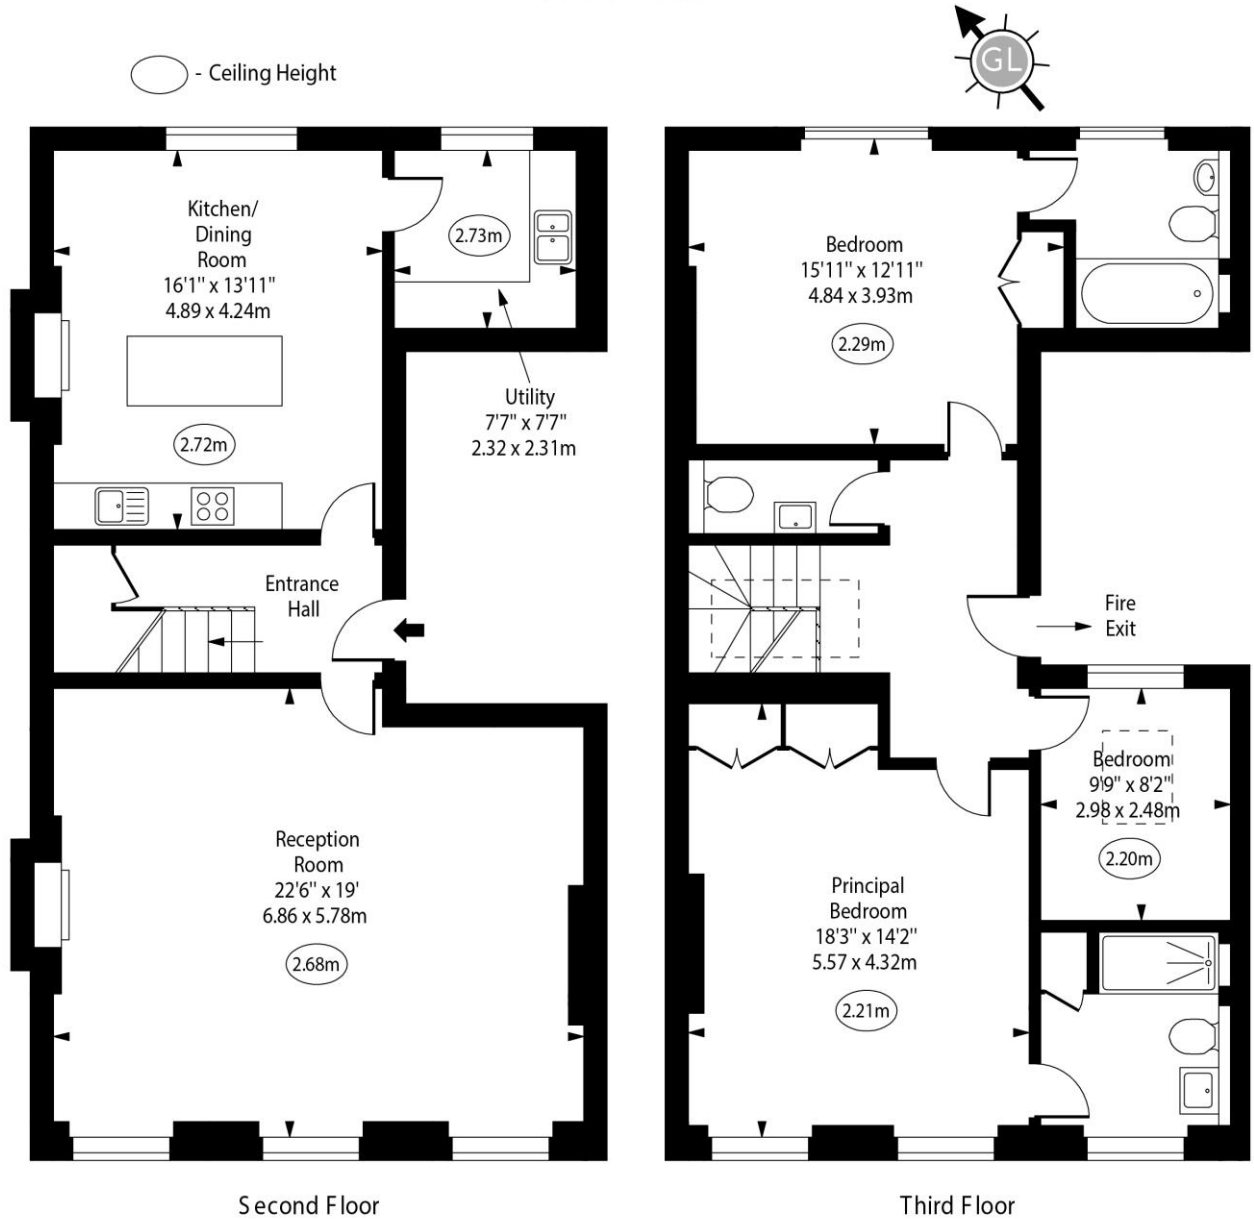 - Ceiling Height
GL
Kitchen/
Dining
Room
16'1" x 13'11"
4.89 x 4.24m
2.72m
2.73m
Utility
7'7" x 7'7"
2.32 x 2.31m
Entrance
Hall
Reception
Room
22'6" x 19'
6.86 x 5.78m
2.68m
Second Floor
Bedroom
15'11" x 12'11"
4.84 x 3.93m
2.29m
Fire
Exit
Bedroom
9'9" x 8'2"
2.98 x 2.48m
2.20m
Principal
Bedroom
18'3" x 14'2"
5.57 x 4.32m
2.21m
Third Floor